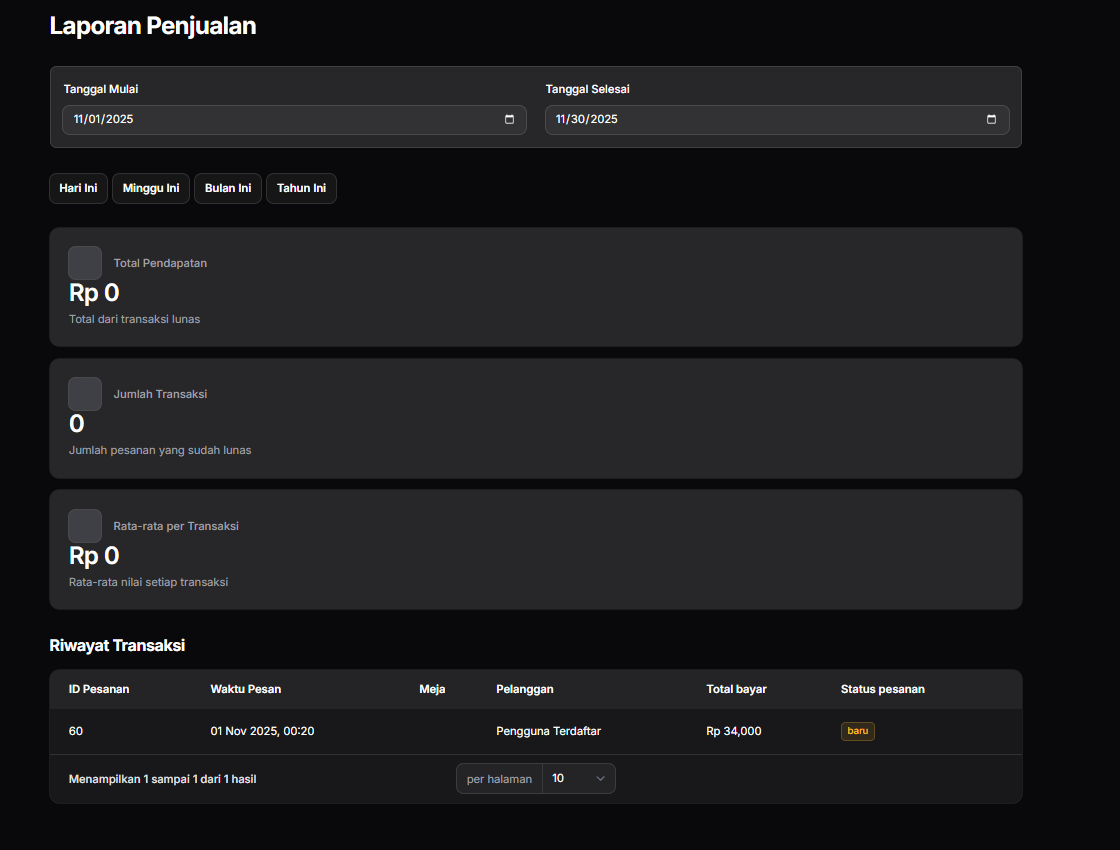 Laporan Penjualan
Tanggal Mulai Tanggal Selesai
11/01/2025 11/30/2025
Hari Ini Minggu Ini Bulan Ini Tahun Ini
Total Pendapatan
Rp 0
Total dari transaksi lunas
Jumlah Transaksi
0
Jumlah pesanan yang sudah lunas
Rata-rata per Transaksi
Rp 0
Rata-rata nilai setiap transaksi
Riwayat Transaksi
ID Pesanan Waktu Pesan Meja Pelanggan Total bayar Status pesanan
60 01 Nov 2025, 00:20 Pengguna Terdaftar Rp 34,000 baru
Menampilkan 1 sampai 1 dari 1 hasil per halaman 10